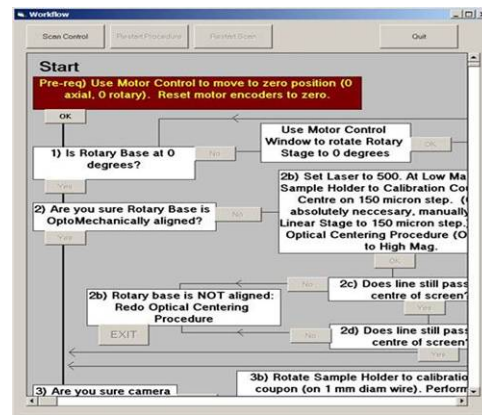 Workflow
Scan Control
Restart Procedure
Restart Scan
Quit
Start
Pre-req) Use Motor Control to move to zero position (0
axial, 0 rotary). Reset motor encoders to zero.
OK
1) Is Rotary Base at 0
degrees?
No
Use Motor Control
Window to rotate Rotary
Stage to 0 degrees
OK
Yes
2) Are you sure Rotary Base is
OptoMechanically aligned?
No
2b) Set Laser to 500. At Low Ma
Sample Holder to Calibration Cou
Centre on 150 micron step. (
absolutely neccesary, manually
Linear Stage to 150 micron step.
Optical Centering Procedure (O
to High Mag.
OK
Yes
2b) Rotary base is NOT aligned:
Redo Optical Centering
Procedure
EXIT
No
2c) Does line still pass
centre of screen?
Yes
No
2d) Does line still pass
centre of screen?
Yes
3) Are you sure camera
3b) Rotate Sample Holder to calibratio
coupon (on 1 mm diam wire). Perform